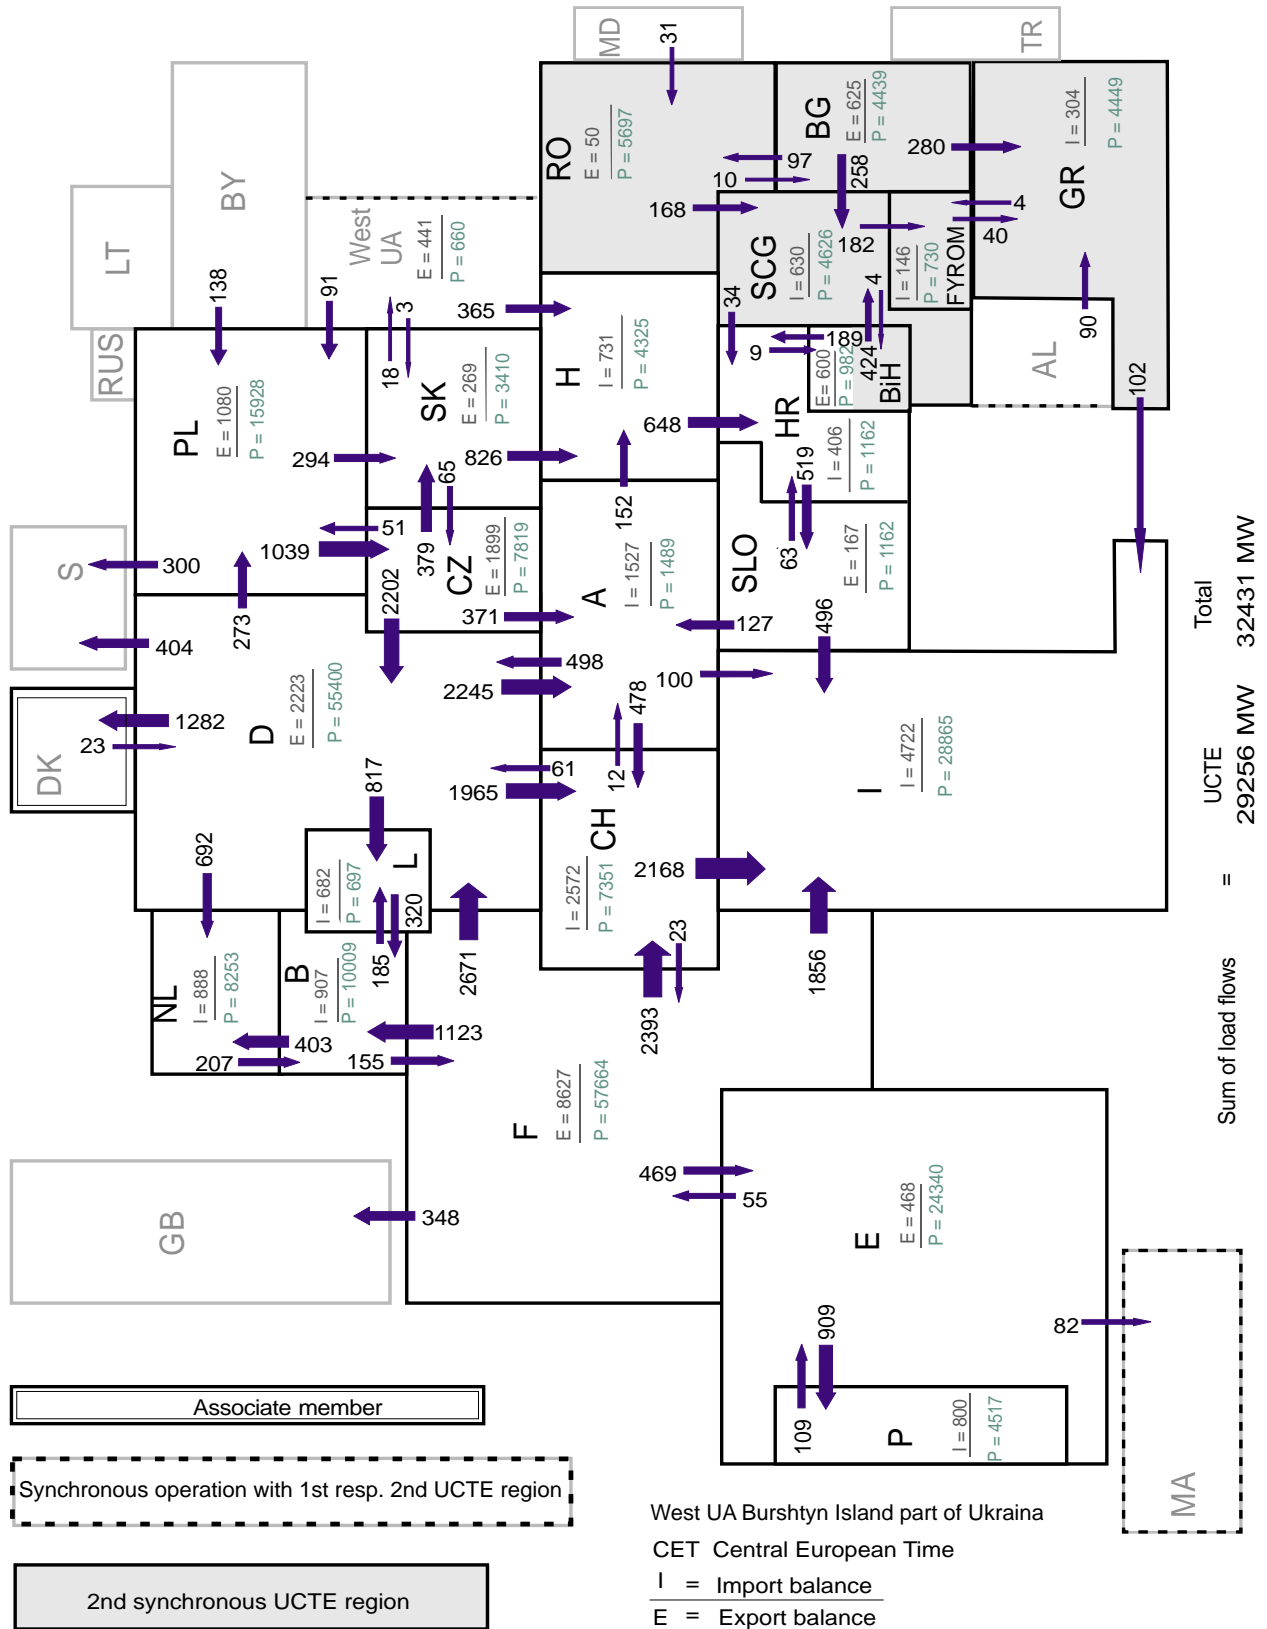 MD
31
TR
RO
E = 50
P = 5697
BG
E = 625
P = 4439
GR
I = 304
P = 4449
BY
LT
RUS
West
UA
E = 441
P = 660
97
10
258
280
168
182
4
40
SCG
I = 630
P = 4626
I = 146
P = 730
FYROM
138
91
18
3
365
34
4
424
90
AL
102
PL
E = 1080
P = 15928
SK
E = 269
P = 3410
H
I = 731
P = 4325
9
189
E= 600
P = 982
BiH
HR
I = 406
P = 1162
294
65
826
648
152
519
63
S
300
404
51
1039
379
CZ
E = 1899
P = 7819
A
I = 1527
P = 1489
SLO
E = 167
P = 1162
273
2202
371
127
496
498
2245
100
478
12
DK
1282
23
D
E = 2223
P = 55400
61
1965
CH
I = 2572
P = 7351
I
I = 4722
P = 28865
692
817
L
I = 682
P = 697
320
185
2168
NL
I = 888
P = 8253
B
I = 907
P = 10009
2671
2393
23
1856
403
207
1123
155
F
E = 8627
P = 57664
GB
348
469
55
E
E = 468
P = 24340
82
MA
909
109
P
I = 800
P = 4517
Sum of load flows = UCTE 29256 MW Total 32431 MW
Associate member
Synchronous operation with 1st resp. 2nd UCTE region
2nd synchronous UCTE region
West UA Burshtyn Island part of Ukraina
CET Central European Time
I = Import balance
E = Export balance